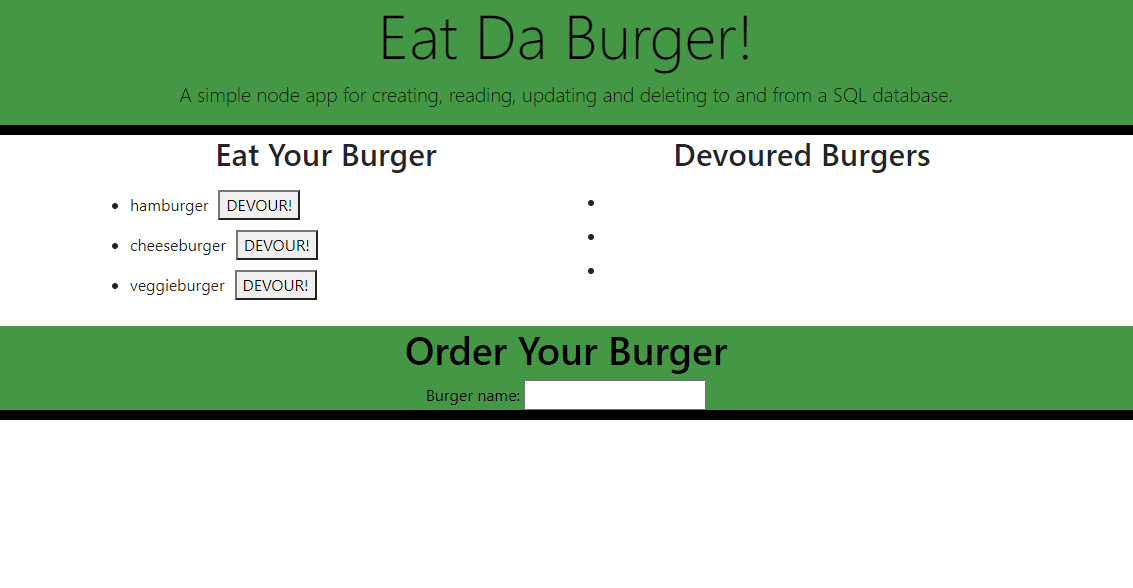 Eat Da Burger!
A simple node app for creating, reading, updating and deleting to and from a SQL database.
Eat Your Burger
hamburger DEVOUR!
cheeseburger DEVOUR!
veggieburger DEVOUR!
Devoured Burgers
Order Your Burger
Burger name: